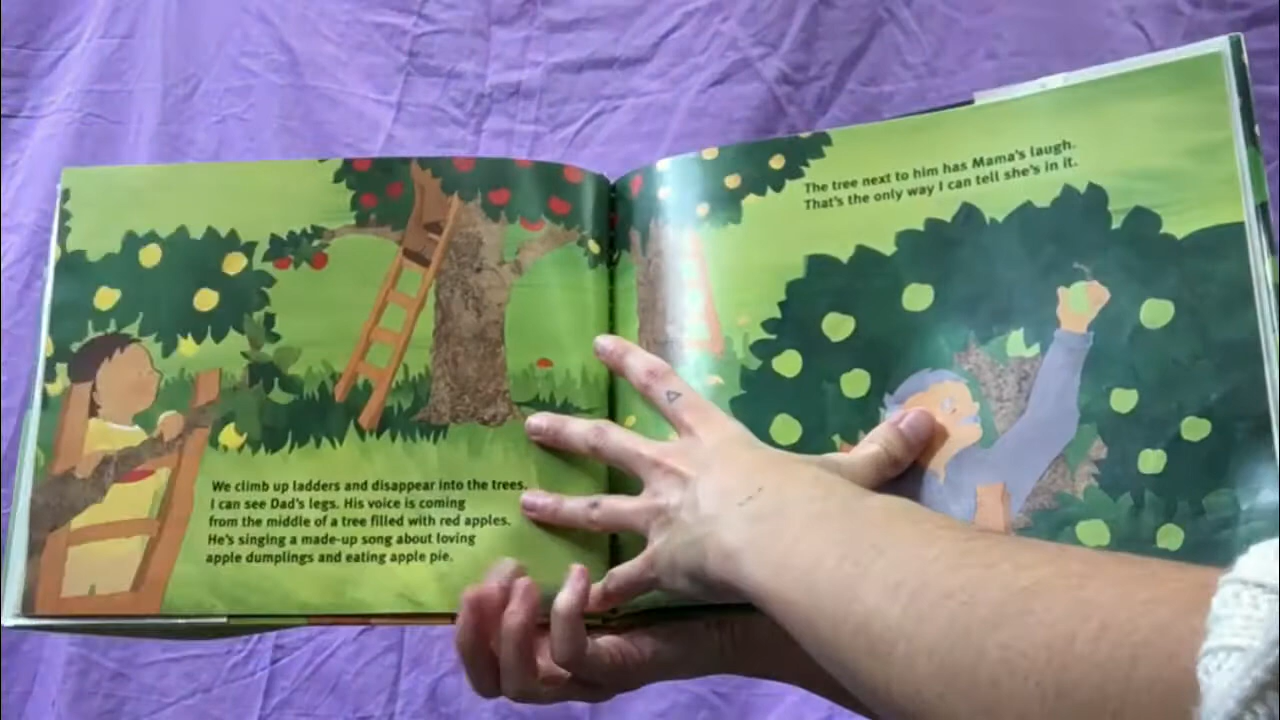 We climb up ladders and disappear into the trees.
I can see Dad's legs. His voice is coming
from the middle of a tree filled with red apples.
He's singing a made-up song about loving
apple dumplings and eating apple pie.
The tree next to him has Mama's laugh.
That's the only way I can tell she's in it.